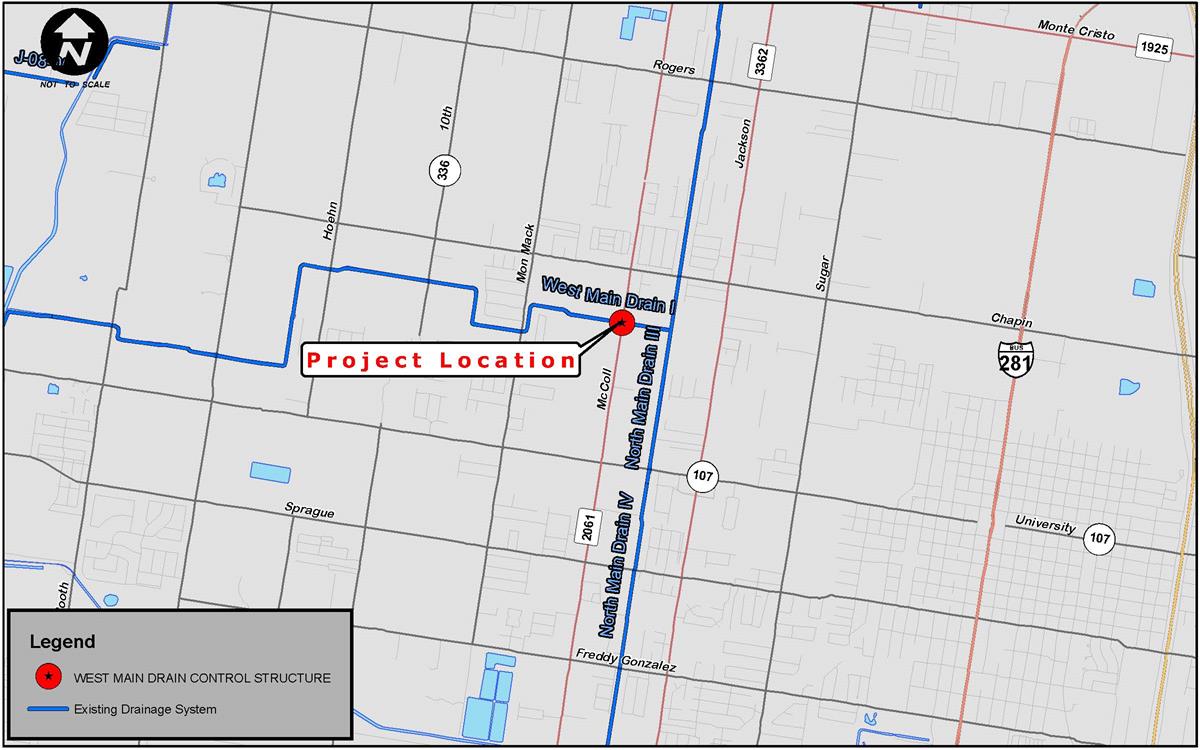 Monte Cristo
1925
N
J-08
NOT TO SCALE
Rogers
3362
10th
336
Jackson
Hoehn
Mon Mack
Sugar
West Main Drain I
Chapin
BUS
281
Project Location
McColl
North Main Drain III
107
Sprague
2061
University
107
North Main Drain IV
Freddy Gonzalez
Legend
WEST MAIN DRAIN CONTROL STRUCTURE
Existing Drainage System